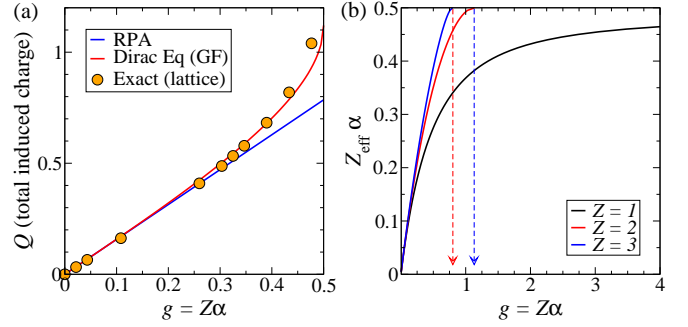 (a)
RPA
Dirac Eq (GF)
Exact (lattice)
Q (total induced charge)
1
0.5
0
0 0.1 0.2 0.3 0.4 0.5
g = Zα
(b)
Z_eff α
0.5
0.4
0.3
0.2
0.1
0
Z = 1
Z = 2
Z = 3
0 1 2 3 4
g = Zα